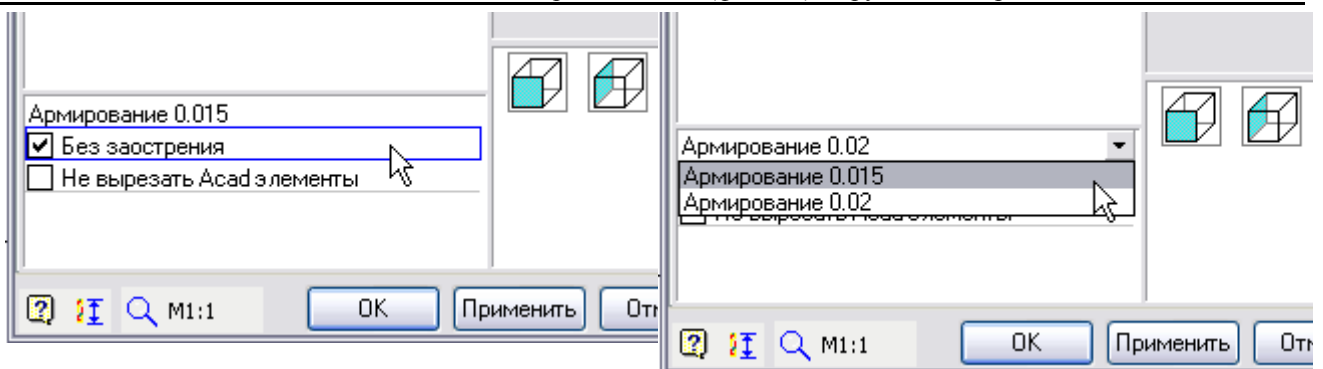 Армирование 0.015
Без заострения
Не вырезать Acad элементы
M1:1
OK
Применить
Армирование 0.02
Армирование 0.015
Армирование 0.02
M1:1
OK
Применить